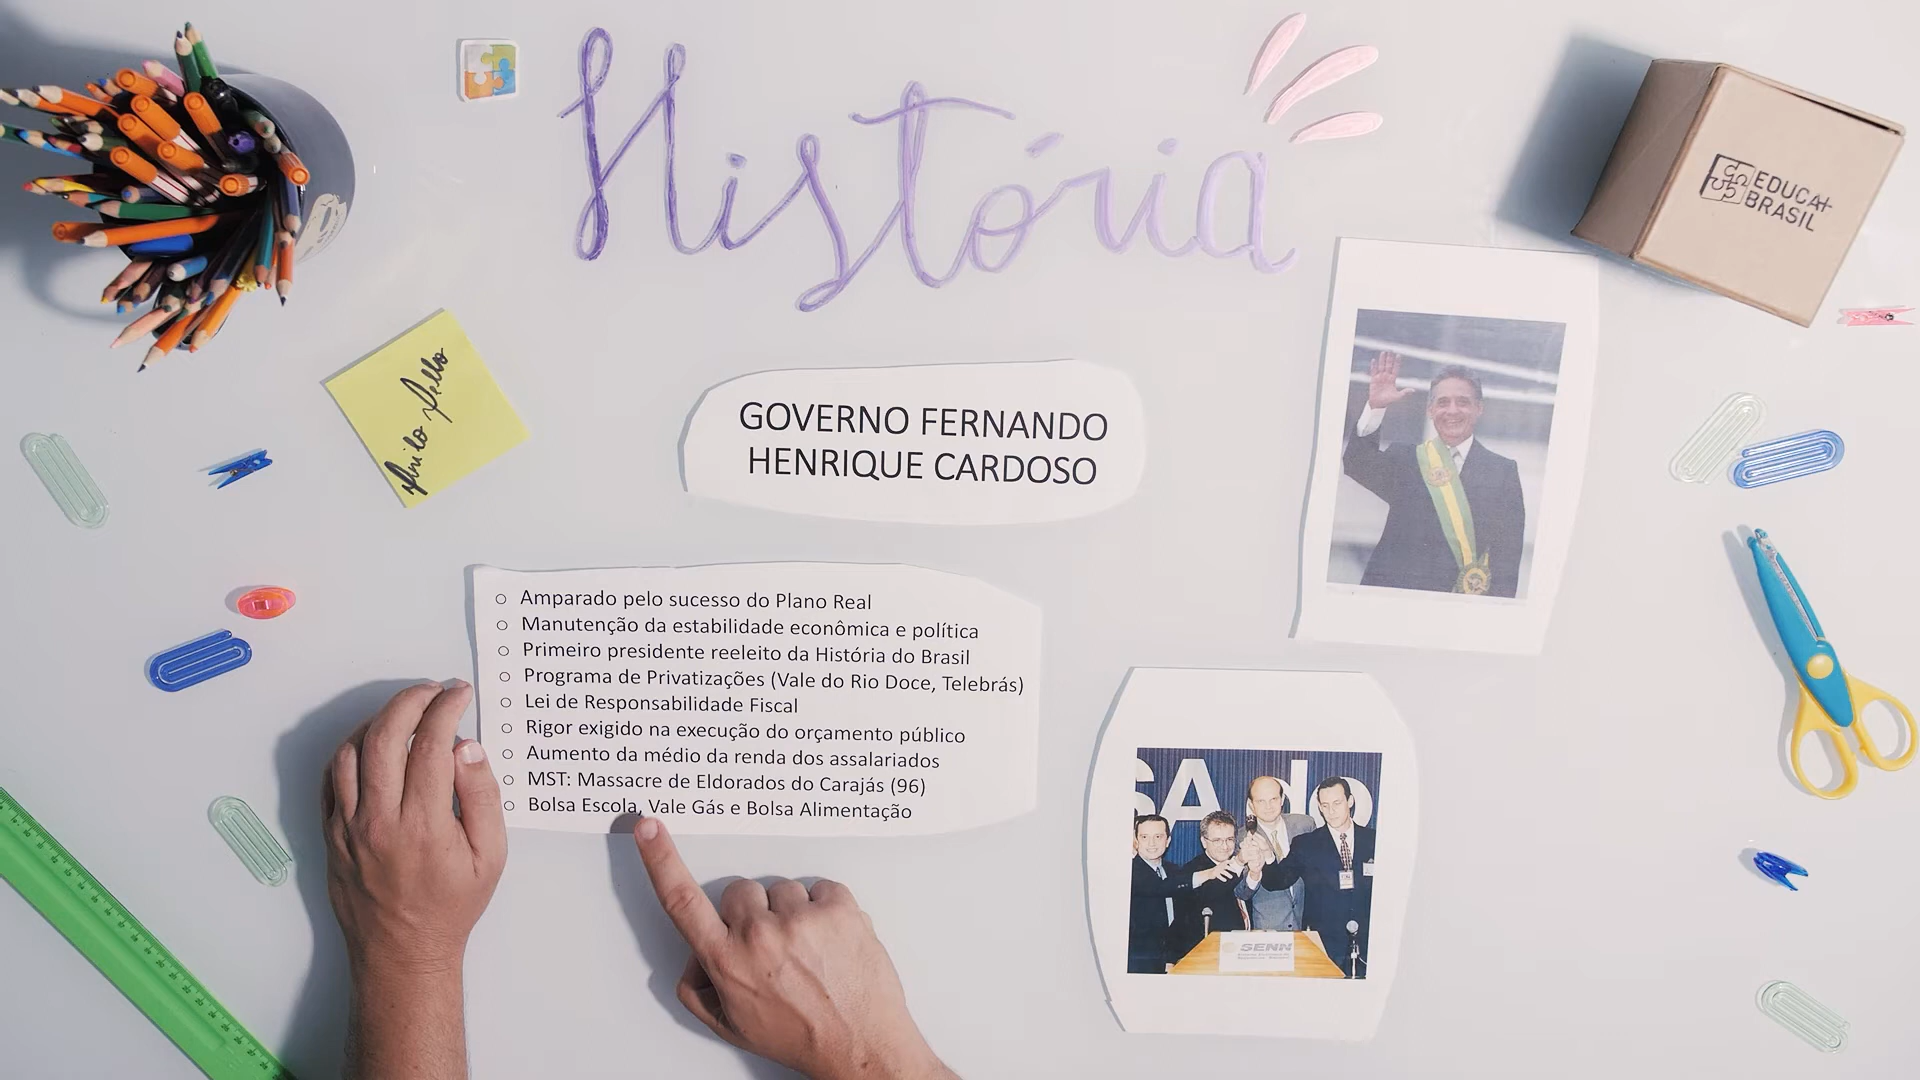 História
EDUCA+
BRASIL
GOVERNO FERNANDO
HENRIQUE CARDOSO
Amparado pelo sucesso do Plano Real
Manutenção da estabilidade econômica e política
Primeiro presidente reeleito da História do Brasil
Programa de Privatizações (Vale do Rio Doce, Telebrás)
Lei de Responsabilidade Fiscal
Rigor exigido na execução do orçamento público
Aumento da médio da renda dos assalariados
MST: Massacre de Eldorados do Carajás (96)
Bolsa Escola, Vale Gás e Bolsa Alimentação
SENN